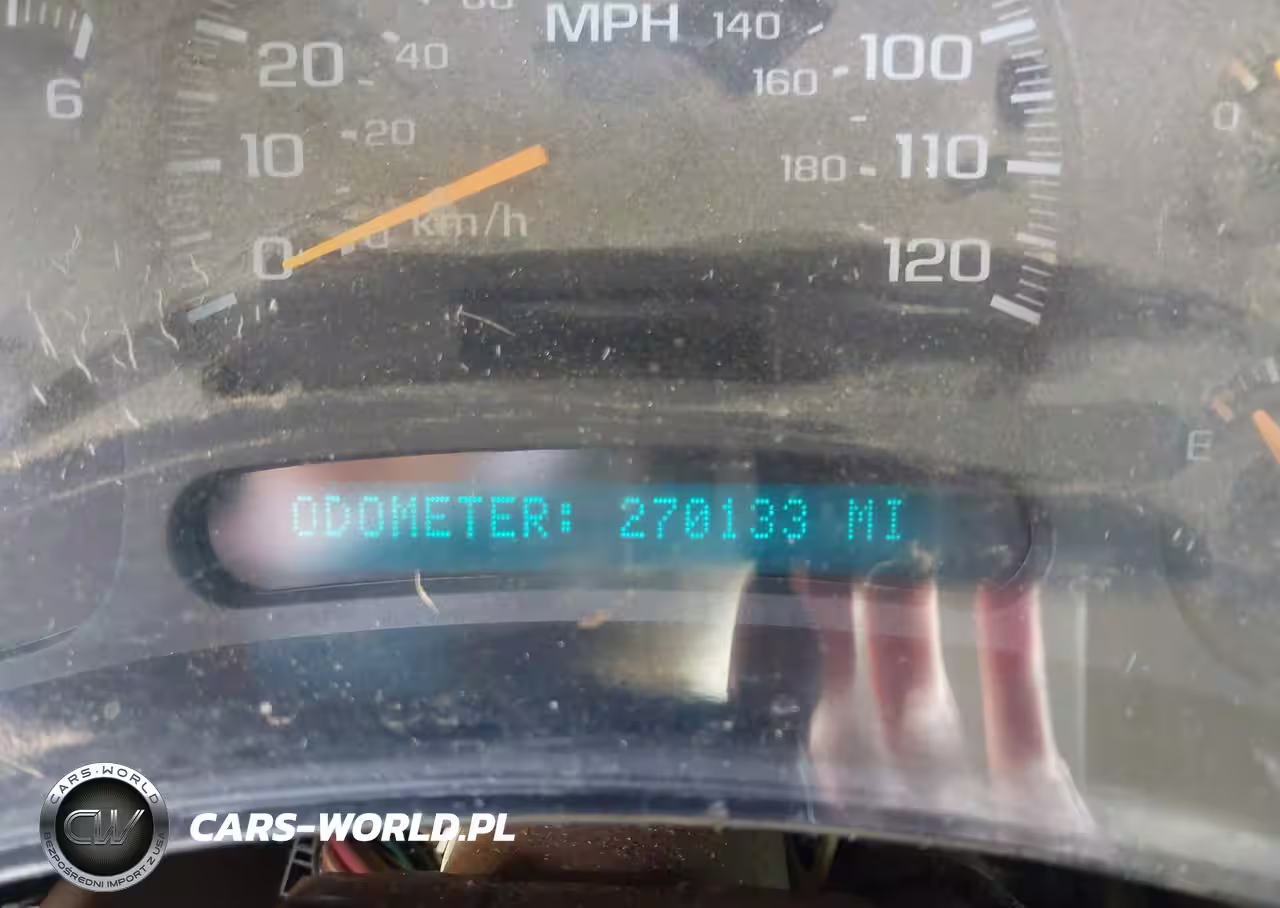 MPH
140
60
20
40
100
160
6
10
20
110
180
0
km/h
0
120
E
ODOMETER: 270133 MI
CARS-WORLD
CW
BEZPOŚREDNI IMPORT Z USA
CARS-WORLD.PL